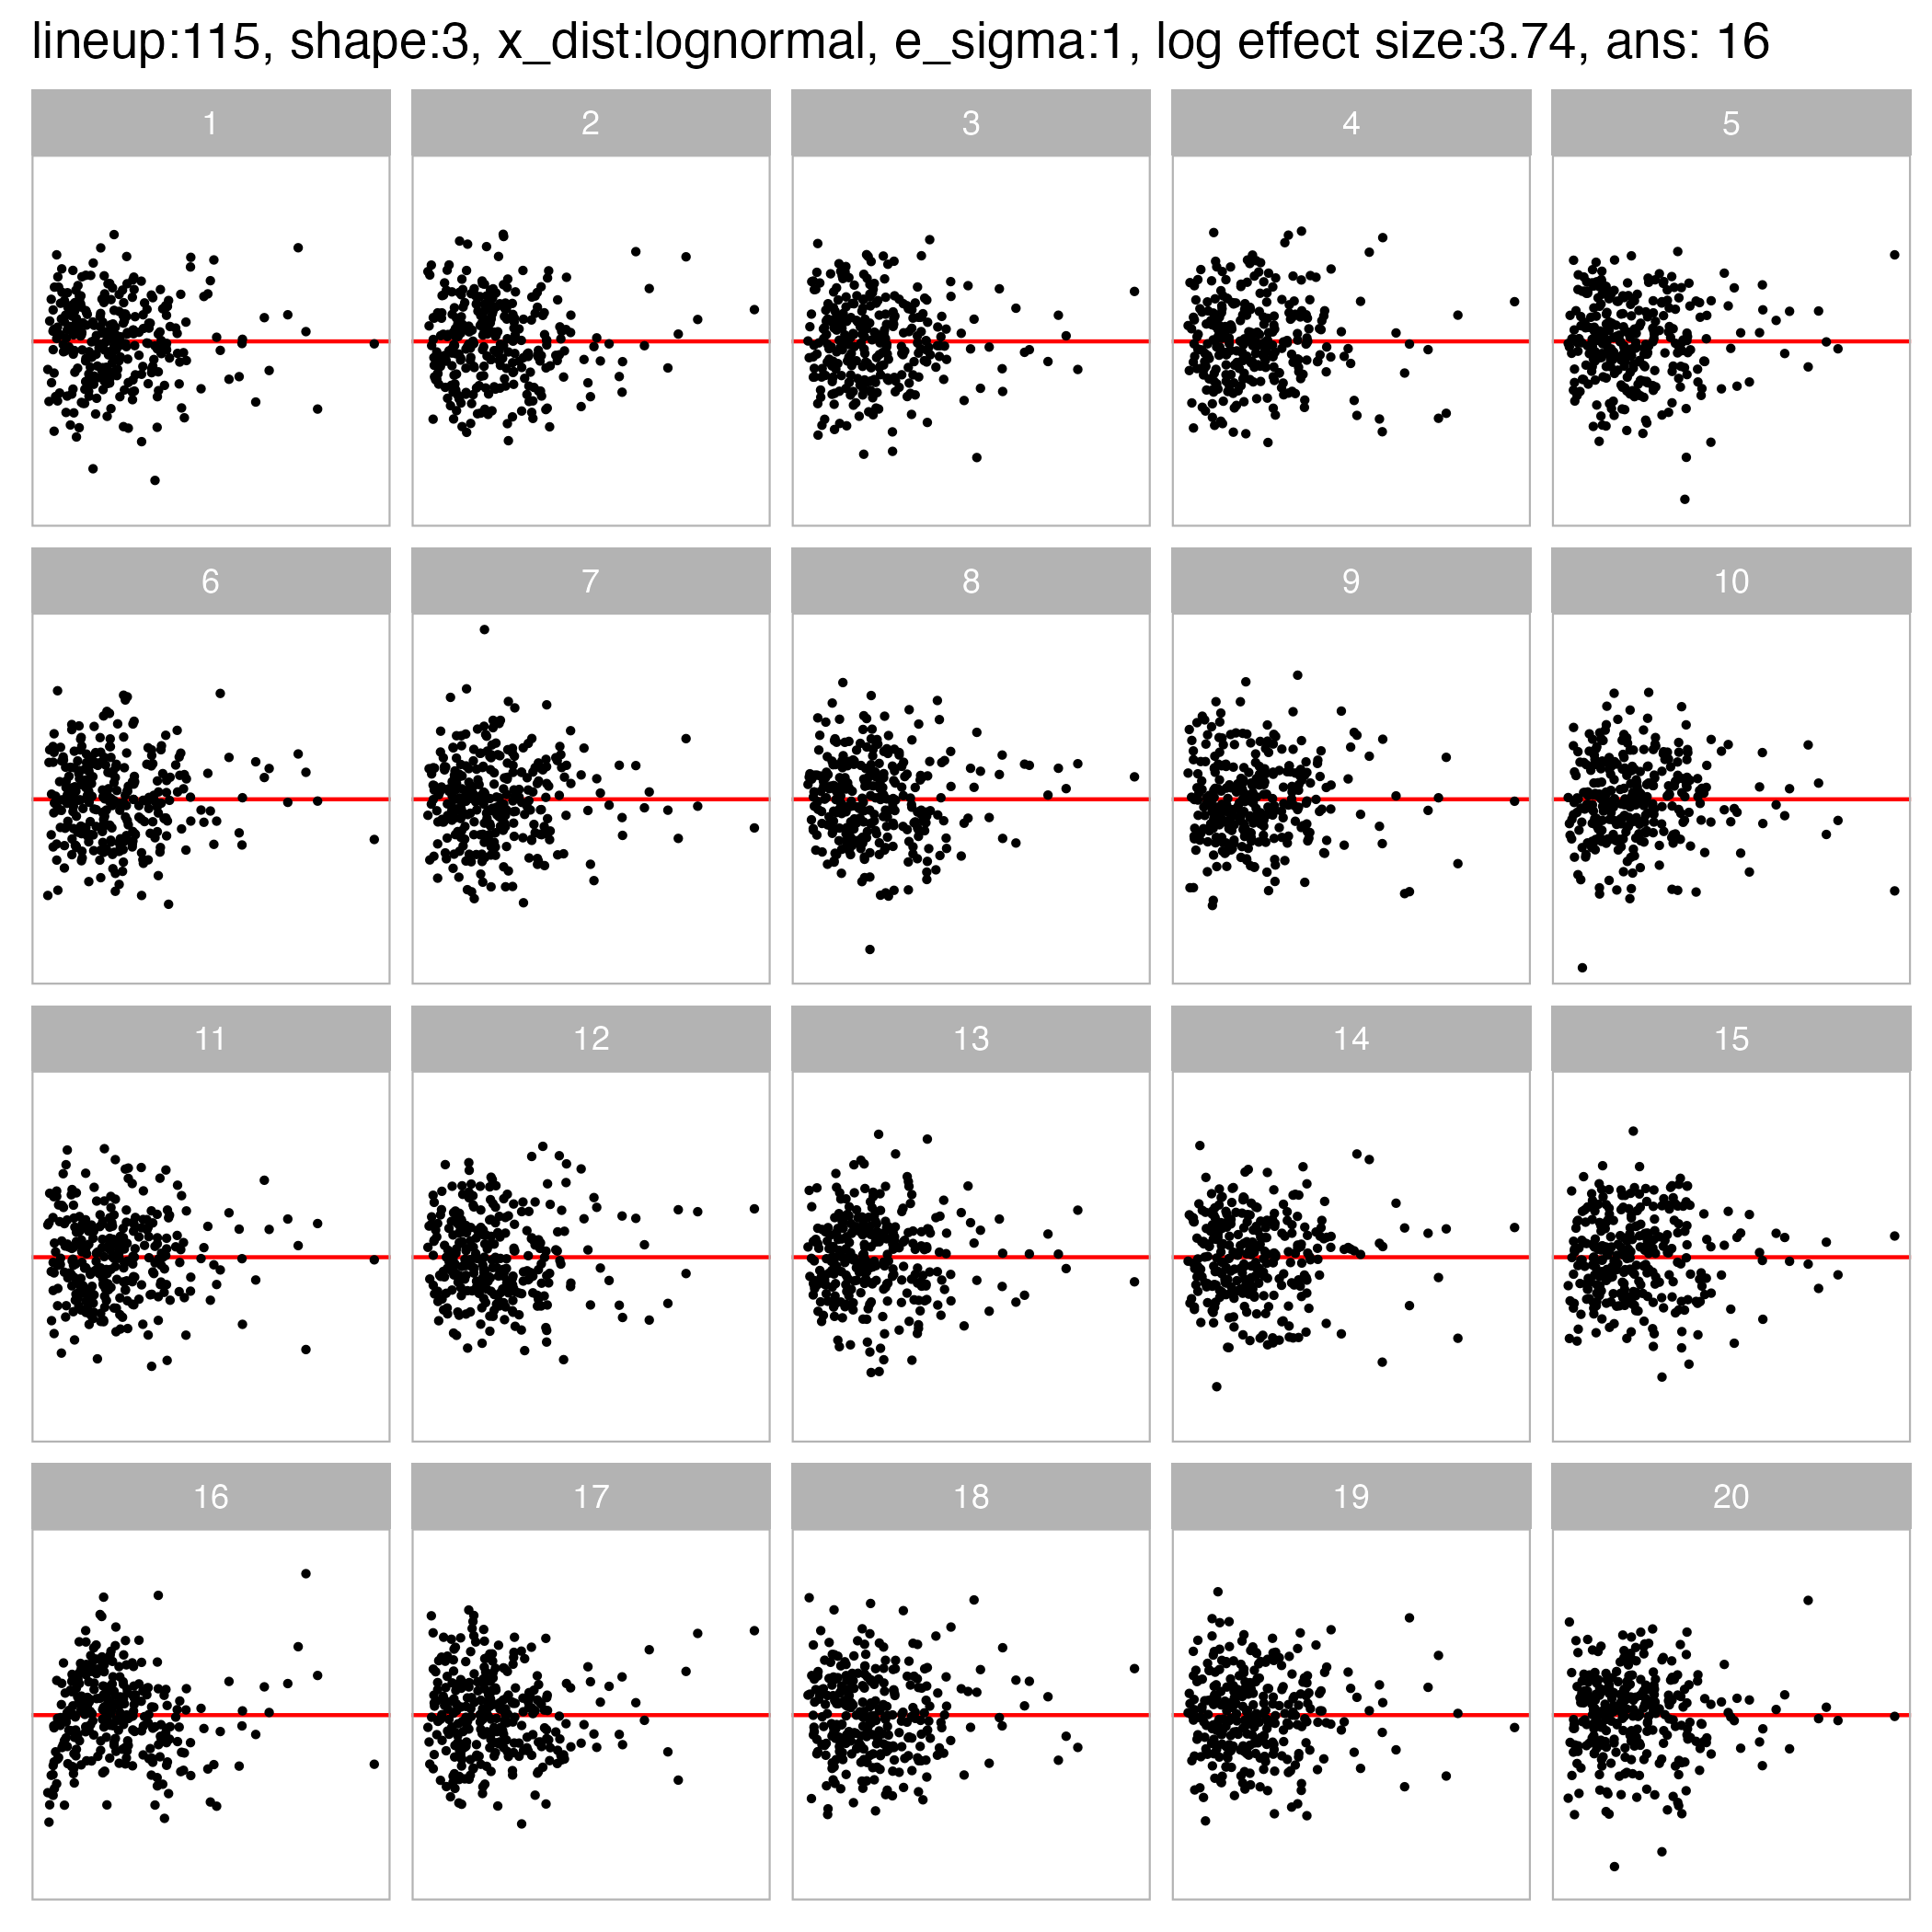 lineup:115, shape:3, x_dist:lognormal, e_sigma:1, log effect size:3.74, ans: 16
1 2 3 4 5
6 7 8 9 10
11 12 13 14 15
16 17 18 19 20